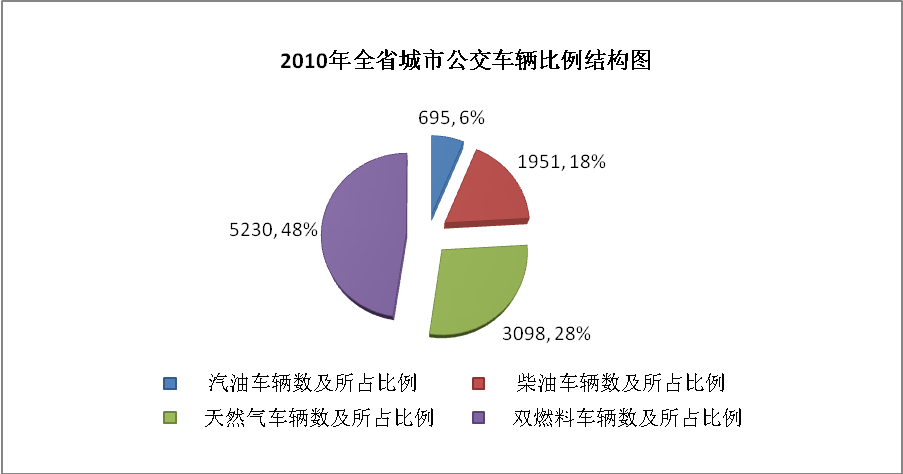 2010年全省城市公交车辆比例结构图
695, 6%
1951, 18%
5230, 48%
3098, 28%
汽油车辆数及所占比例
柴油车辆数及所占比例
天然气车辆数及所占比例
双燃料车辆数及所占比例